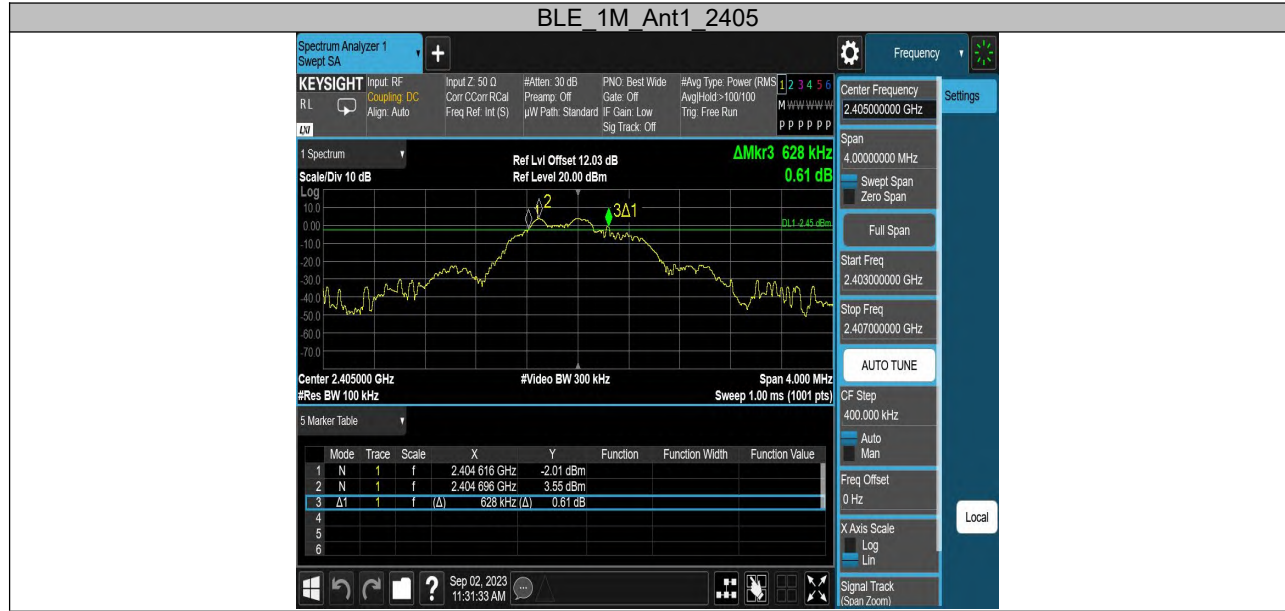 BLE_1M_Ant1_2405
Spectrum Analyzer 1
Swept SA
+
Frequency
KEYSIGHT
RL
LXI
Input: RF
Coupling: DC
Align: Auto
Input Z: 50 Ω
Corr CCorr RCal
Freq Ref: Int (S)
#Atten: 30 dB
Preamp: Off
µW Path: Standard
PNO: Best Wide
Gate: Off
IF Gain: Low
Sig Track: Off
#Avg Type: Power (RMS
Avg|Hold:>100/100
Trig: Free Run
1 2 3 4 5 6
M W W W W W
P P P P P P
Center Frequency
2.405000000 GHz
Settings
Span
4.00000000 MHz
Swept Span
Zero Span
Full Span
Start Freq
2.403000000 GHz
Stop Freq
2.407000000 GHz
AUTO TUNE
CF Step
400.000 kHz
Auto
Man
Freq Offset
0 Hz
X Axis Scale
Log
Lin
Signal Track
(Span Zoom)
Local
1 Spectrum
Scale/Div 10 dB
Ref Lvl Offset 12.03 dB
Ref Level 20.00 dBm
ΔMkr3 628 kHz
0.61 dB
Log
10.0
0.00
-10.0
-20.0
-30.0
-40.0
-50.0
-60.0
-70.0
1
2
3Δ1
DL1 -2.45 dBm
Center 2.405000 GHz
#Res BW 100 kHz
#Video BW 300 kHz
Span 4.000 MHz
Sweep 1.00 ms (1001 pts)
5 Marker Table
Mode Trace Scale X Y Function Function Width Function Value
1 N 1 f 2.404 616 GHz -2.01 dBm
2 N 1 f 2.404 696 GHz 3.55 dBm
3 Δ1 1 f (Δ) 628 kHz (Δ) 0.61 dB
4
5
6
?
Sep 02, 2023
11:31:33 AM